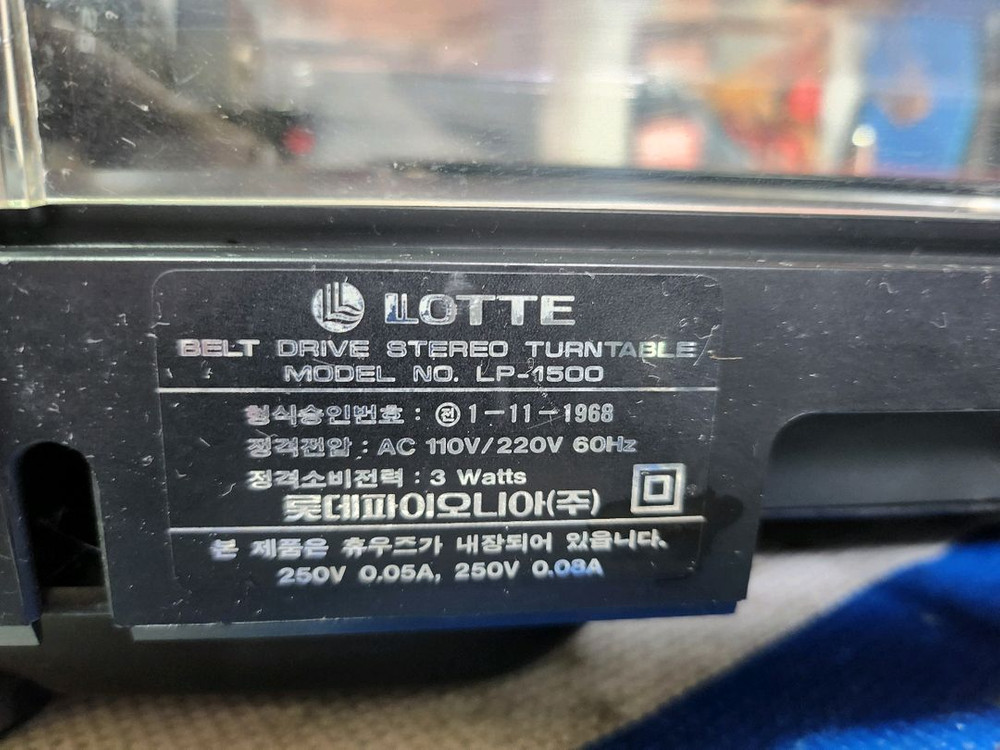 LOTTE
BELT DRIVE STEREO TURNTABLE
MODEL NO. LP-1500
형식승인번호 : ㉄ 1-11-1968
정격전압 : AC 110V/220V 60Hz
정격소비전력 : 3 Watts
롯데파이오니아(주)
본 제품은 휴우즈가 내장되어 있읍니다.
250V 0.05A, 250V 0.08A